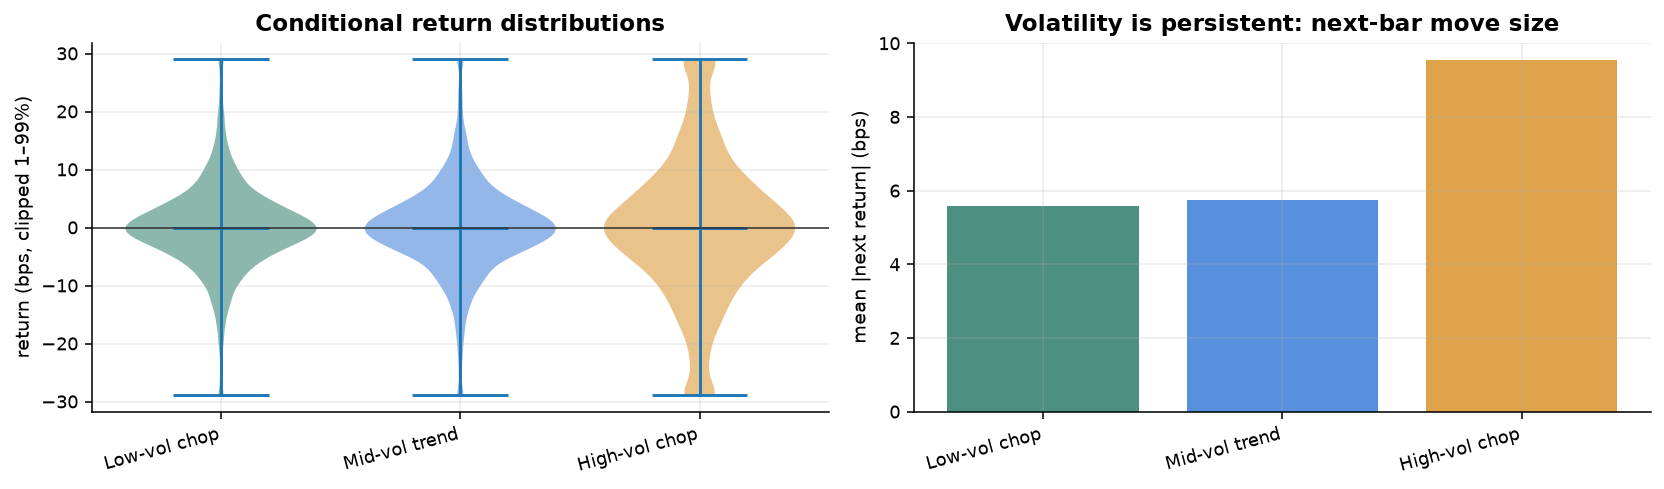 Conditional return distributions
return (bps, clipped 1–99%)
30
20
10
0
−10
−20
−30
Low-vol chop
Mid-vol trend
High-vol chop
Volatility is persistent: next-bar move size
mean |next return| (bps)
10
8
6
4
2
0
Low-vol chop
Mid-vol trend
High-vol chop